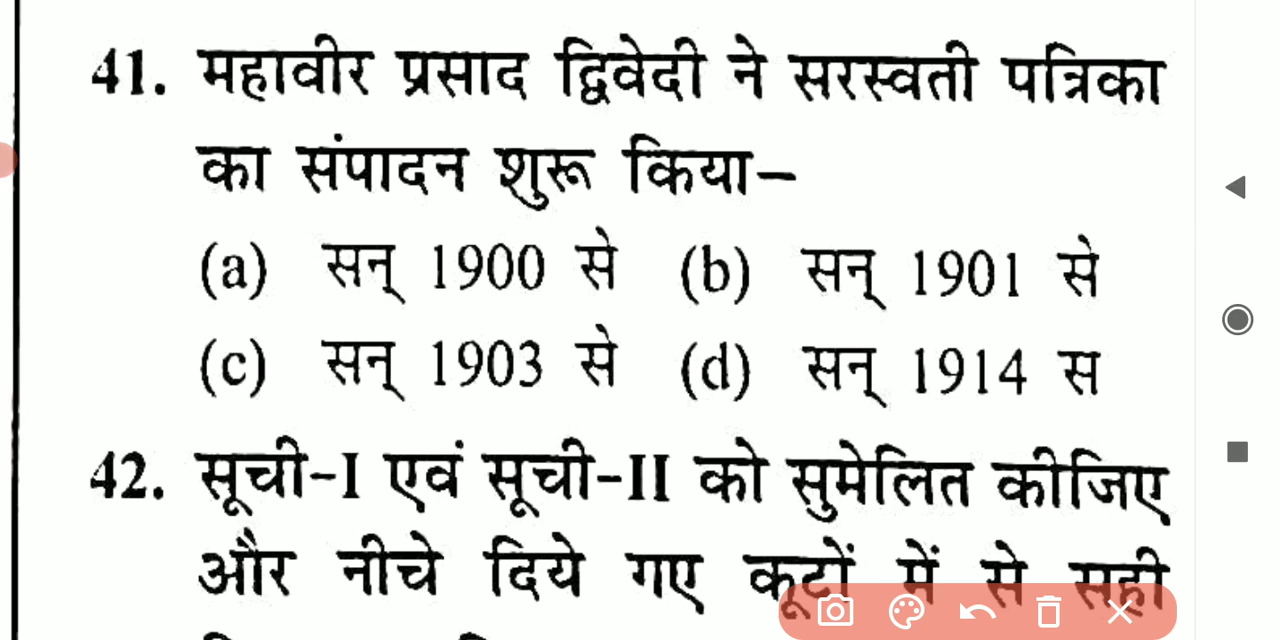 41. महावीर प्रसाद द्विवेदी ने सरस्वती पत्रिका
का संपादन शुरू किया–
(a) सन् 1900 से (b) सन् 1901 से
(c) सन् 1903 से (d) सन् 1914 स
42. सूची-I एवं सूची-II को सुमेलित कीजिए
और नीचे दिये गए कूटों में से सही